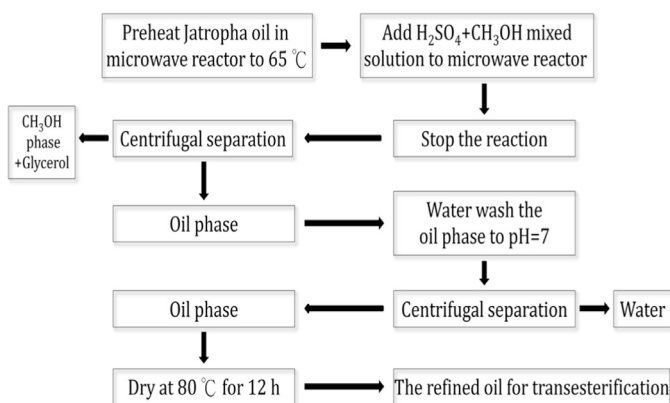 Preheat Jatropha oil in
microwave reactor to 65 ℃
Add H₂SO₄+CH₃OH mixed
solution to microwave reactor
Stop the reaction
Centrifugal separation
CH₃OH
phase
+Glycerol
Oil phase
Water wash the
oil phase to pH=7
Centrifugal separation
Water
Oil phase
Dry at 80 ℃ for 12 h
The refined oil for transesterification